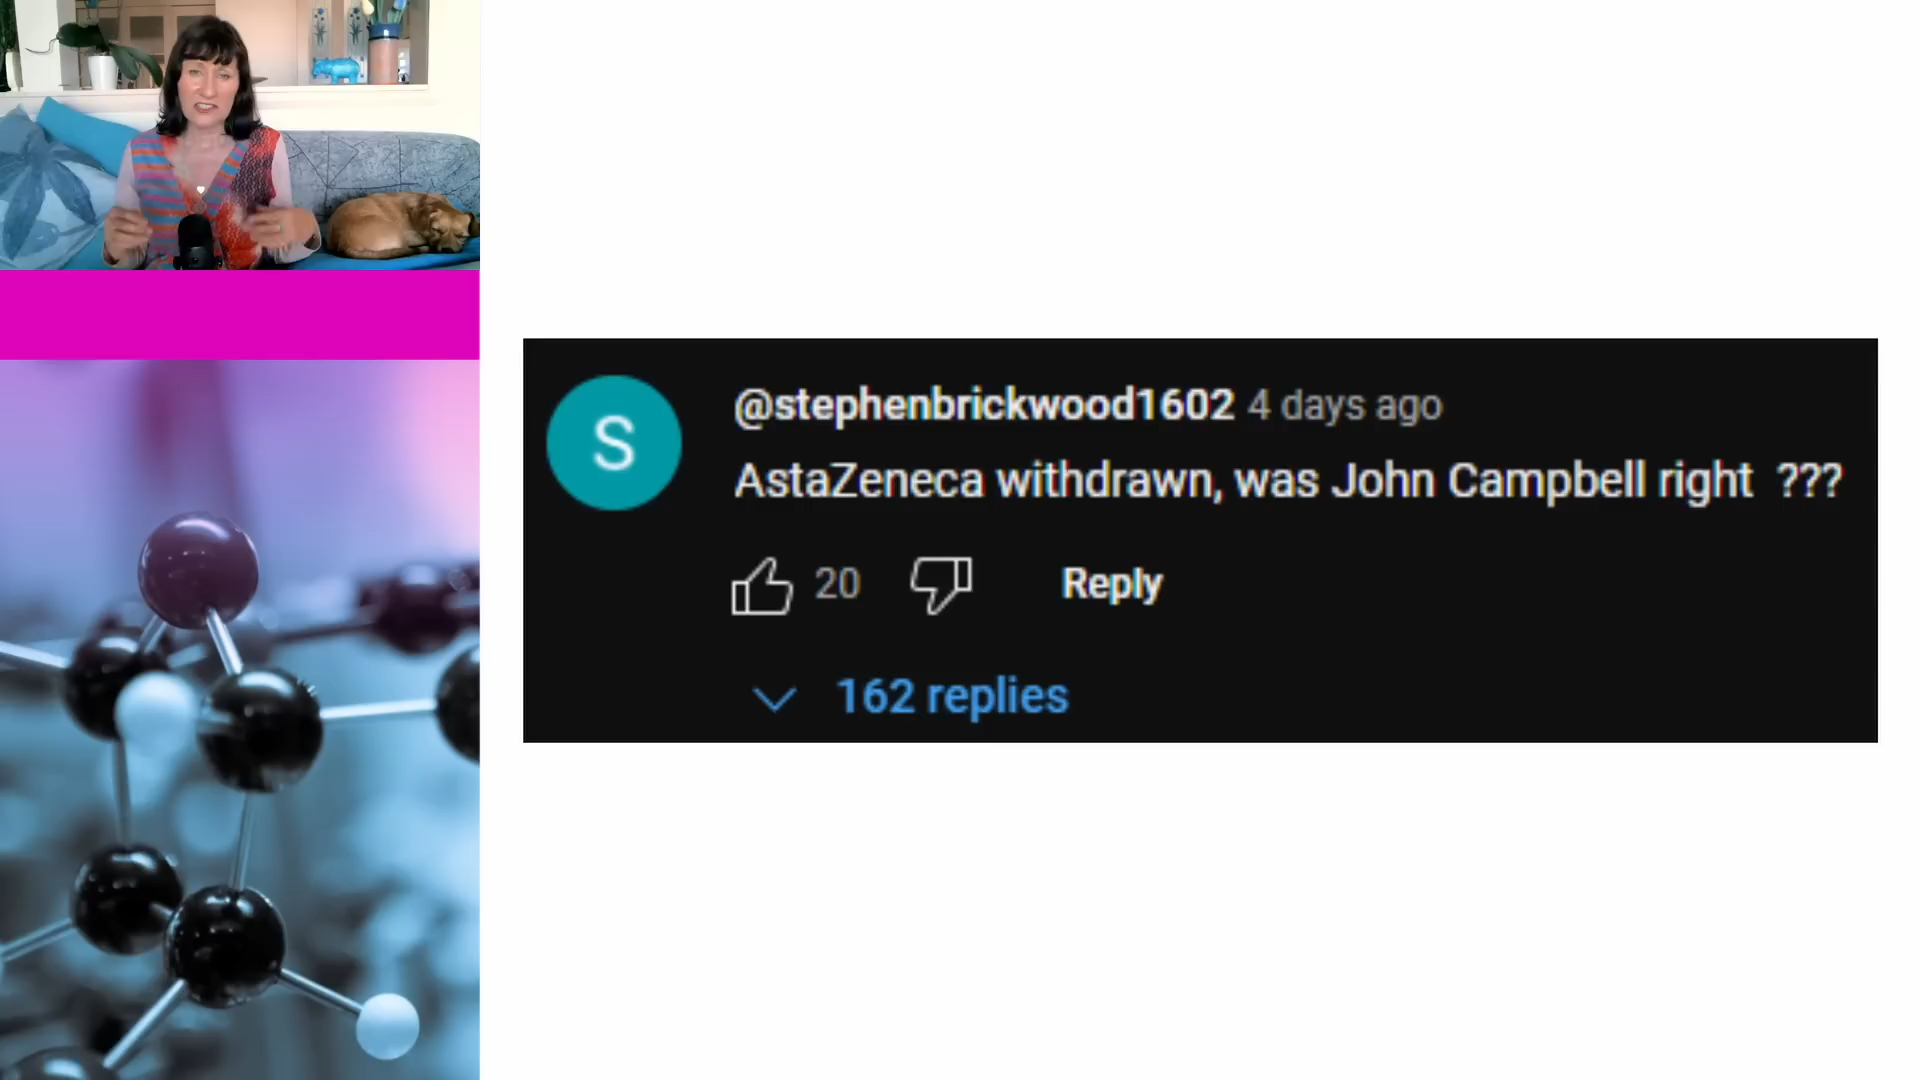 S
@stephenbrickwood1602 4 days ago
AstaZeneca withdrawn, was John Campbell right ???
20 Reply
162 replies